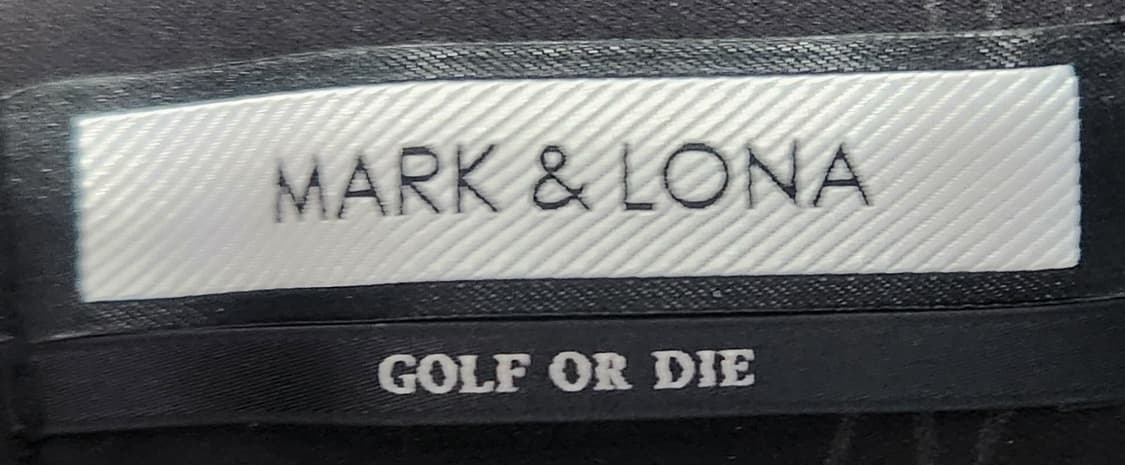 MARK & LONA
GOLF OR DIE